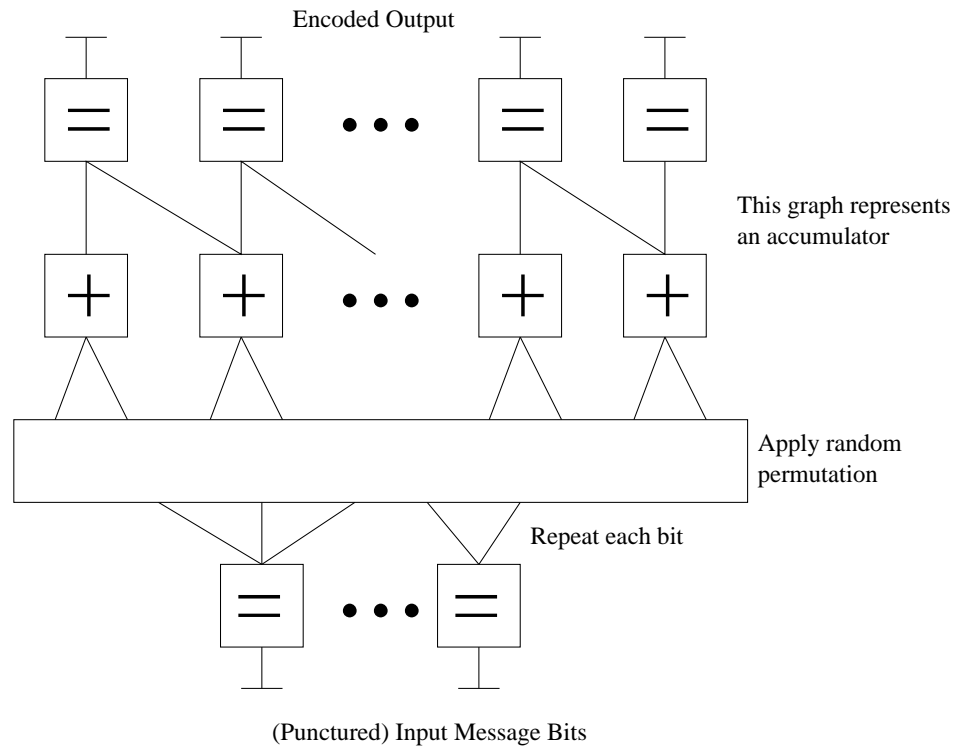 Encoded Output
=
=
=
=
This graph represents
an accumulator
+
+
+
+
Apply random
permutation
Repeat each bit
=
=
(Punctured) Input Message Bits